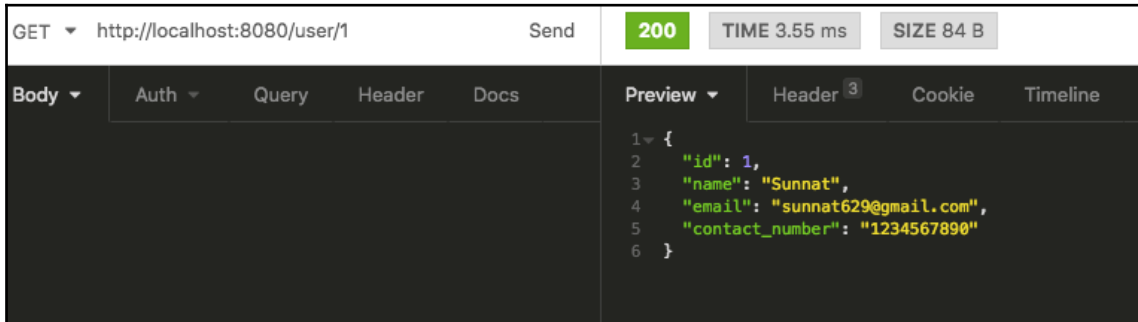 GET http://localhost:8080/user/1 Send 200 TIME 3.55 ms SIZE 84 B
Body Auth Query Header Docs Preview Header 3 Cookie Timeline
1 {
2 "id": 1,
3 "name": "Sunnat",
4 "email": "sunnat629@gmail.com",
5 "contact_number": "1234567890"
6 }